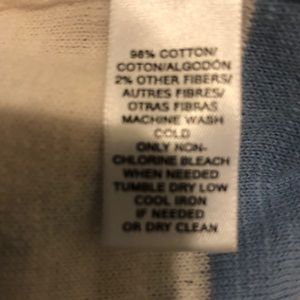 98% COTTON/
COTON/ALGODÓN
2% OTHER FIBERS/
AUTRES FIBRES/
OTRAS FIBRAS
MACHINE WASH
COLD
ONLY NON-
CHLORINE BLEACH
WHEN NEEDED
TUMBLE DRY LOW
COOL IRON
IF NEEDED
OR DRY CLEAN